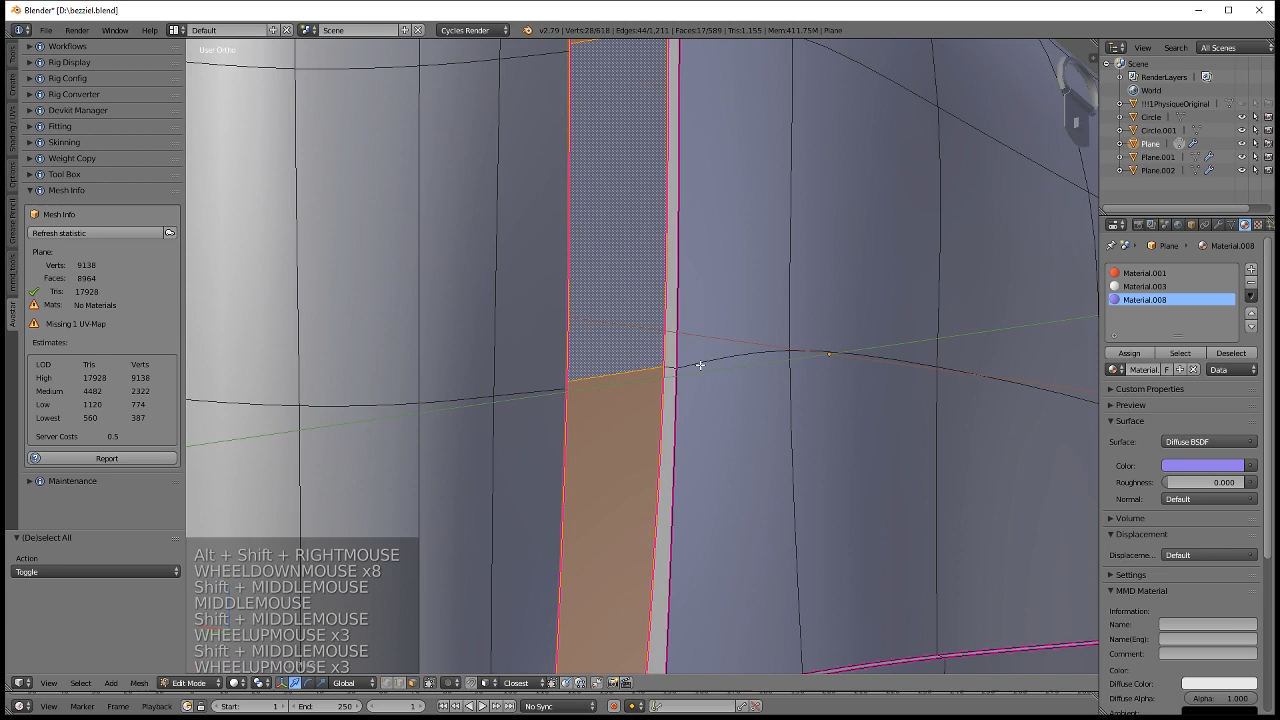 Blender* [D:\bezziel.blend]
File Render Window Help Default Scene Cycles Render v2.79 | Verts:28/618 | Edges:44/1,211 | Faces:17/589 | Tris:1,155 | Mem:411.75M | Plane
User Ortho
Workflows
Rig Display
Rig Config
Rig Converter
Devkit Manager
Fitting
Skinning
Weight Copy
Tool Box
Mesh Info
Mesh Info
Refresh statistic
Plane:
Verts: 9138
Faces: 8964
Tris: 17928
Mats: No Materials
Missing 1 UV-Map
Estimates:
LOD Tris Verts
High 17928 9138
Medium 4482 2322
Low 1120 774
Lowest 560 387
Server Costs 0.5
Report
Maintenance
(De)select All
Action
Toggle
Tools
Create
Shading / UVs
Options
Grease Pencil
mmd_tools
Avastar
Alt + Shift + RIGHTMOUSE
WHEELDOWNMOUSE x8
Shift + MIDDLEMOUSE
MIDDLEMOUSE
Shift + MIDDLEMOUSE
WHEELUPMOUSE x3
Shift + MIDDLEMOUSE
WHEELUPMOUSE x3
View Select Add Mesh Edit Mode Global Closest
View Marker Frame Playback Start: 1 End: 250 1 No Sync
View Search All Scenes
Scene
RenderLayers
World
!!!1PhysiqueOriginal
Circle
Circle.001
Plane
Plane.001
Plane.002
Plane Material.008
Material.001
Material.003
Material.008
Assign Select Deselect
Material. F Data
Custom Properties
Preview
Surface
Surface: Diffuse BSDF
Color:
Roughness: 0.000
Normal: Default
Volume
Displacement
Displaceme... Default
Settings
MMD Material
Information:
Name:
Name(Eng):
Comment:
Color:
Diffuse Color:
Diffuse Alpha: Alpha: 1.000